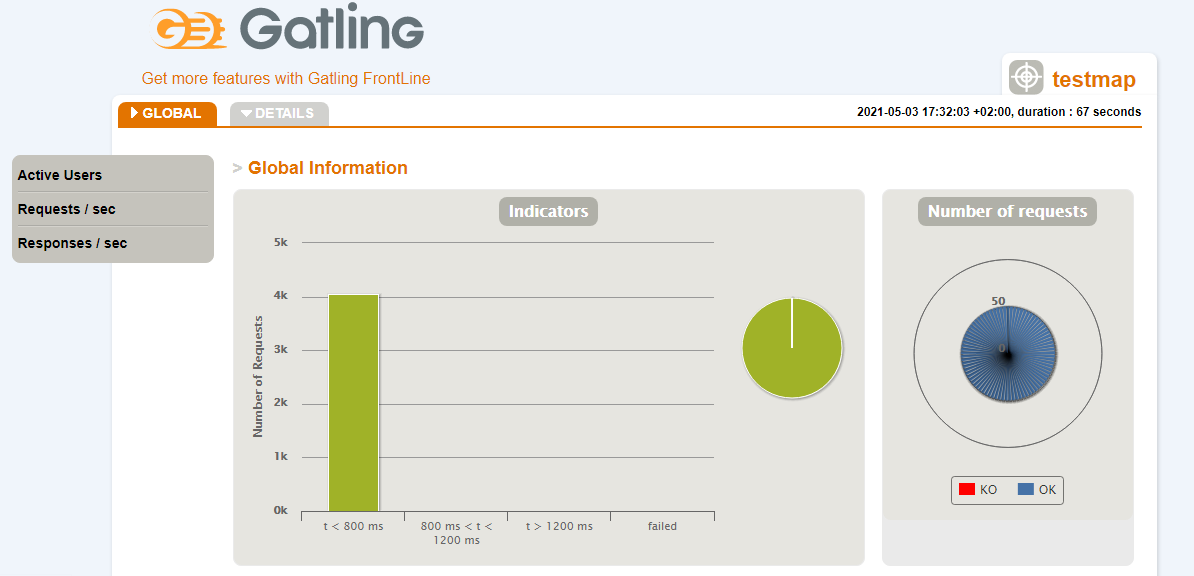 Gatling
Get more features with Gatling FrontLine
testmap
GLOBAL
DETAILS
2021-05-03 17:32:03 +02:00, duration : 67 seconds
Active Users
Requests / sec
Responses / sec
> Global Information
Indicators
Number of Requests
5k
4k
3k
2k
1k
0k
t < 800 ms
800 ms < t <
1200 ms
t > 1200 ms
failed
Number of requests
50
0
KO
OK